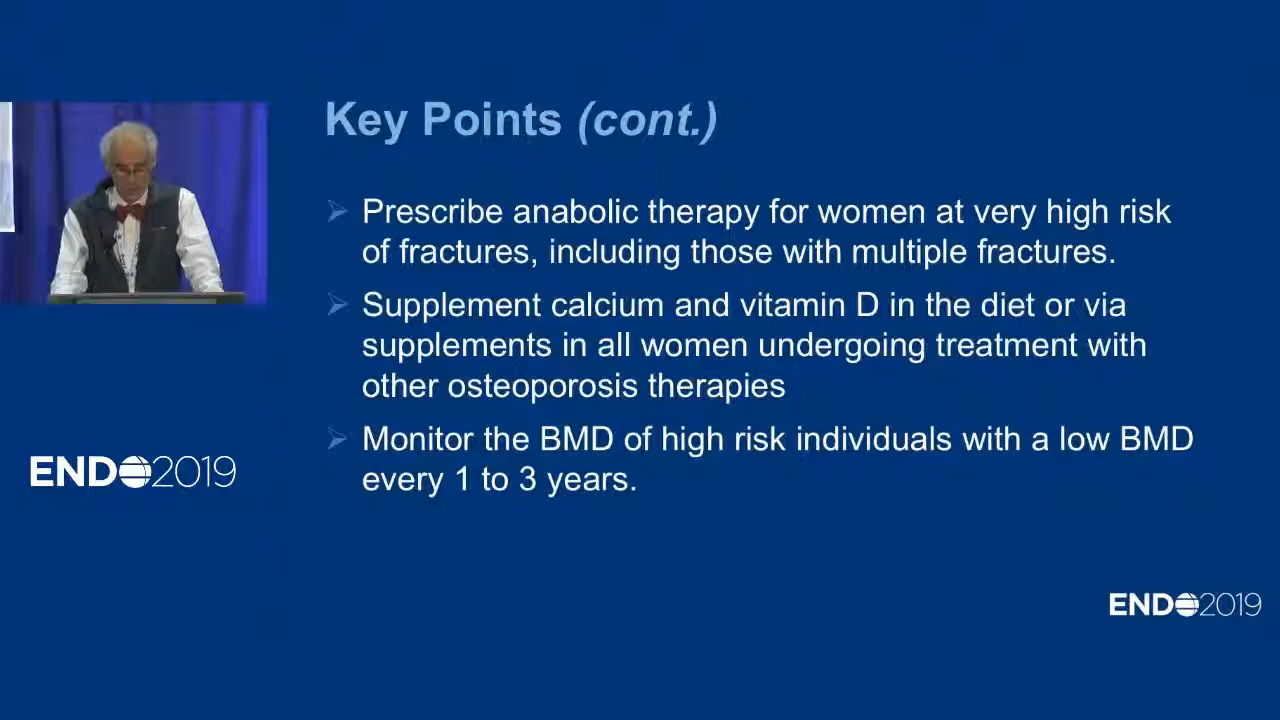 Key Points (cont.)
➢ Prescribe anabolic therapy for women at very high risk
of fractures, including those with multiple fractures.
➢ Supplement calcium and vitamin D in the diet or via
supplements in all women undergoing treatment with
other osteoporosis therapies
➢ Monitor the BMD of high risk individuals with a low BMD
every 1 to 3 years.
ENDO2019
ENDO2019